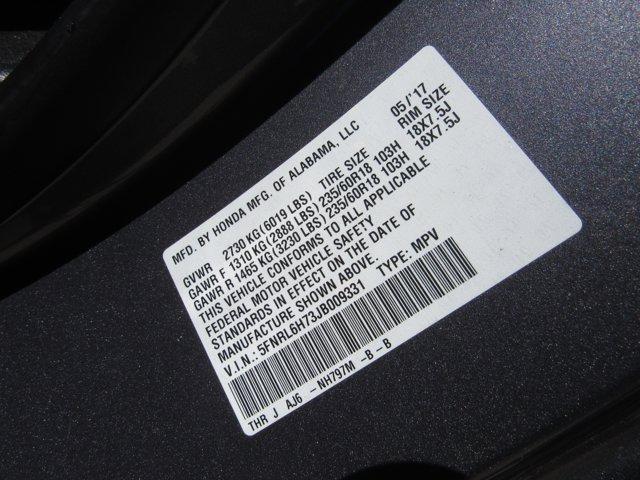 MFD. BY HONDA MFG. OF ALABAMA, LLC 05/'17
GVWR 2730 KG (6019 LBS) TIRE SIZE RIM SIZE
GAWR F 1310 KG (2888 LBS) 235/60R18 103H 18X7.5J
GAWR R 1465 KG (3230 LBS) 235/60R18 103H 18X7.5J
THIS VEHICLE CONFORMS TO ALL APPLICABLE
FEDERAL MOTOR VEHICLE SAFETY
STANDARDS IN EFFECT ON THE DATE OF
MANUFACTURE SHOWN ABOVE.
V.I.N.: 5FNRL6H73JB009331 TYPE: MPV
THR J AJ6 -NH797M -B -B